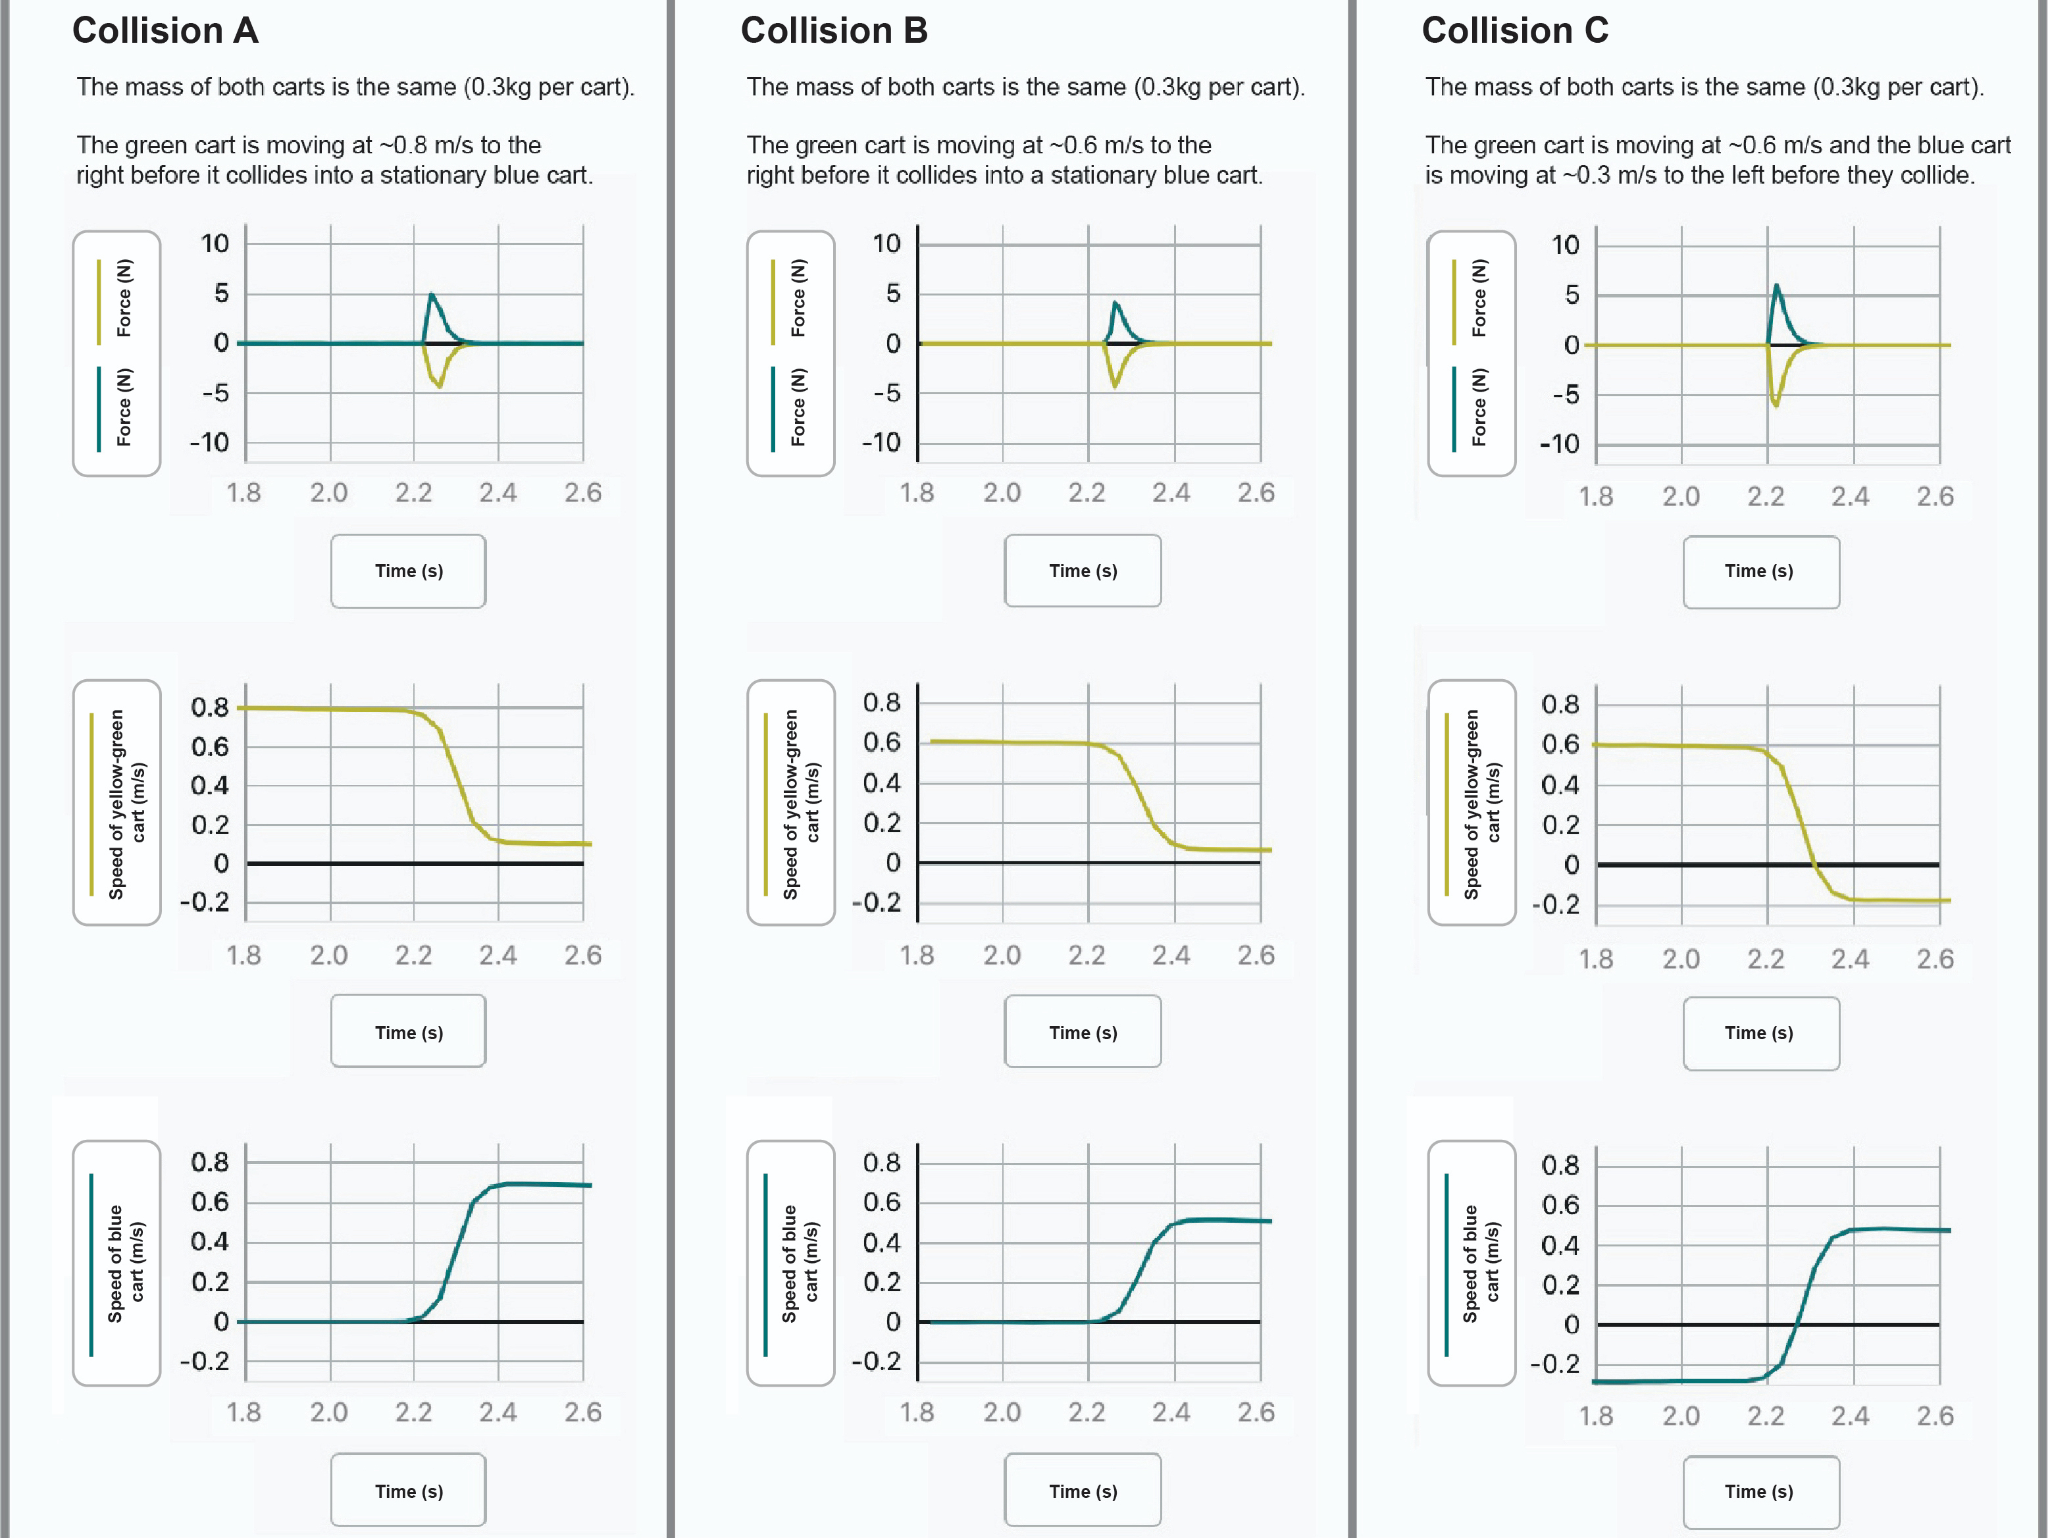 Collision A
The mass of both carts is the same (0.3kg per cart).
The green cart is moving at ~0.8 m/s to the
right before it collides into a stationary blue cart.
Force (N)
Force (N)
10
5
0
-5
-10
1.8 2.0 2.2 2.4 2.6
Time (s)
Speed of yellow-green
cart (m/s)
0.8
0.6
0.4
0.2
0
-0.2
1.8 2.0 2.2 2.4 2.6
Time (s)
Speed of blue
cart (m/s)
0.8
0.6
0.4
0.2
0
-0.2
1.8 2.0 2.2 2.4 2.6
Time (s)
Collision B
The mass of both carts is the same (0.3kg per cart).
The green cart is moving at ~0.6 m/s to the
right before it collides into a stationary blue cart.
Force (N)
Force (N)
10
5
0
-5
-10
1.8 2.0 2.2 2.4 2.6
Time (s)
Speed of yellow-green
cart (m/s)
0.8
0.6
0.4
0.2
0
-0.2
1.8 2.0 2.2 2.4 2.6
Time (s)
Speed of blue
cart (m/s)
0.8
0.6
0.4
0.2
0
-0.2
1.8 2.0 2.2 2.4 2.6
Time (s)
Collision C
The mass of both carts is the same (0.3kg per cart).
The green cart is moving at ~0.6 m/s and the blue cart
is moving at ~0.3 m/s to the left before they collide.
Force (N)
Force (N)
10
5
0
-5
-10
1.8 2.0 2.2 2.4 2.6
Time (s)
Speed of yellow-green
cart (m/s)
0.8
0.6
0.4
0.2
0
-0.2
1.8 2.0 2.2 2.4 2.6
Time (s)
Speed of blue
cart (m/s)
0.8
0.6
0.4
0.2
0
-0.2
1.8 2.0 2.2 2.4 2.6
Time (s)